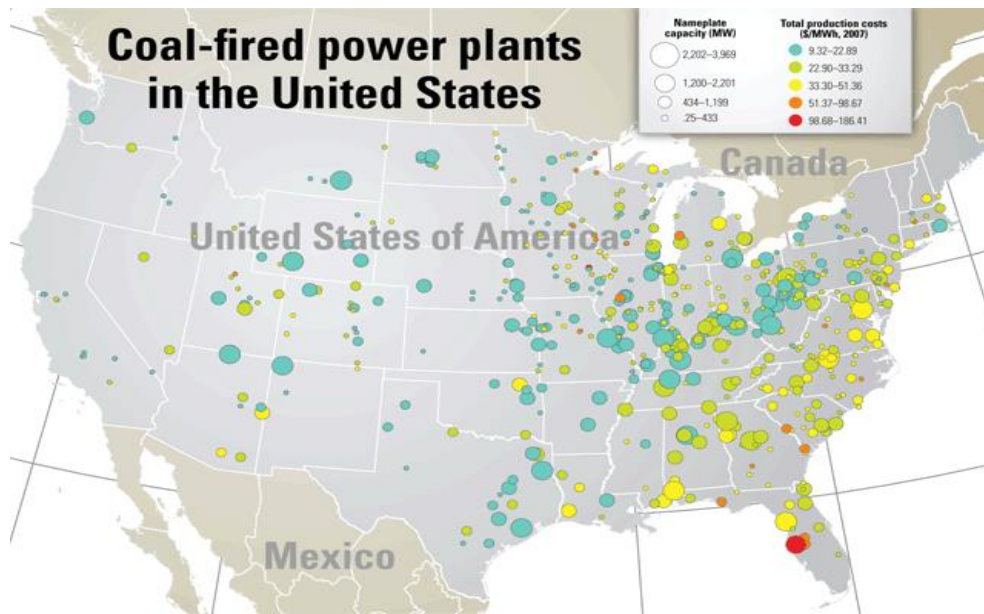 Coal-fired power plants
in the United States
Nameplate
capacity (MW)
2,202–3,969
1,200–2,201
434–1,199
.25–433
Total production costs
($/MWh, 2007)
9.32–22.89
22.90–33.29
33.30–51.36
51.37–98.67
98.68–186.41
Canada
United States of America
Mexico